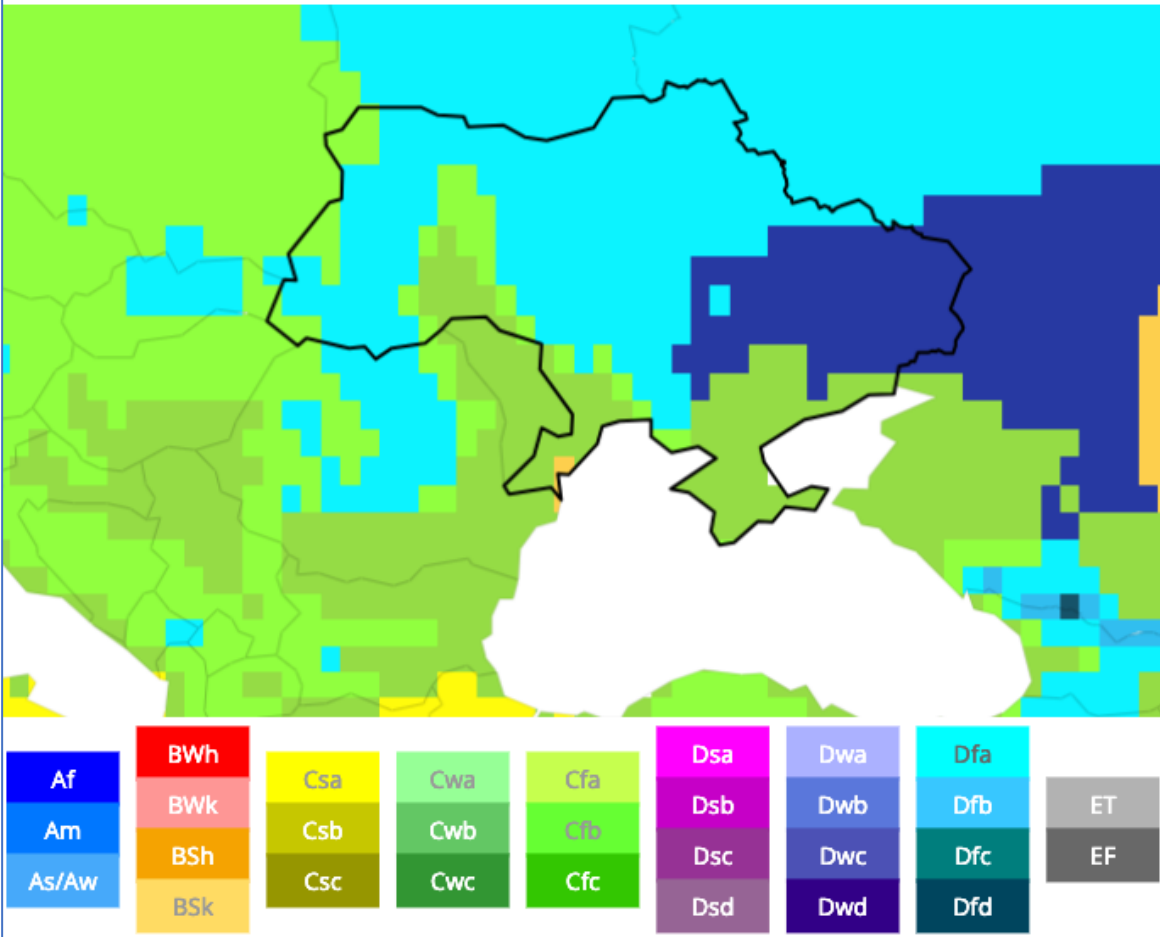 Af
Am
As/Aw
BWh
BWk
BSh
BSk
Csa
Csb
Csc
Cwa
Cwb
Cwc
Cfa
Cfb
Cfc
Dsa
Dsb
Dsc
Dsd
Dwa
Dwb
Dwc
Dwd
Dfa
Dfb
Dfc
Dfd
ET
EF